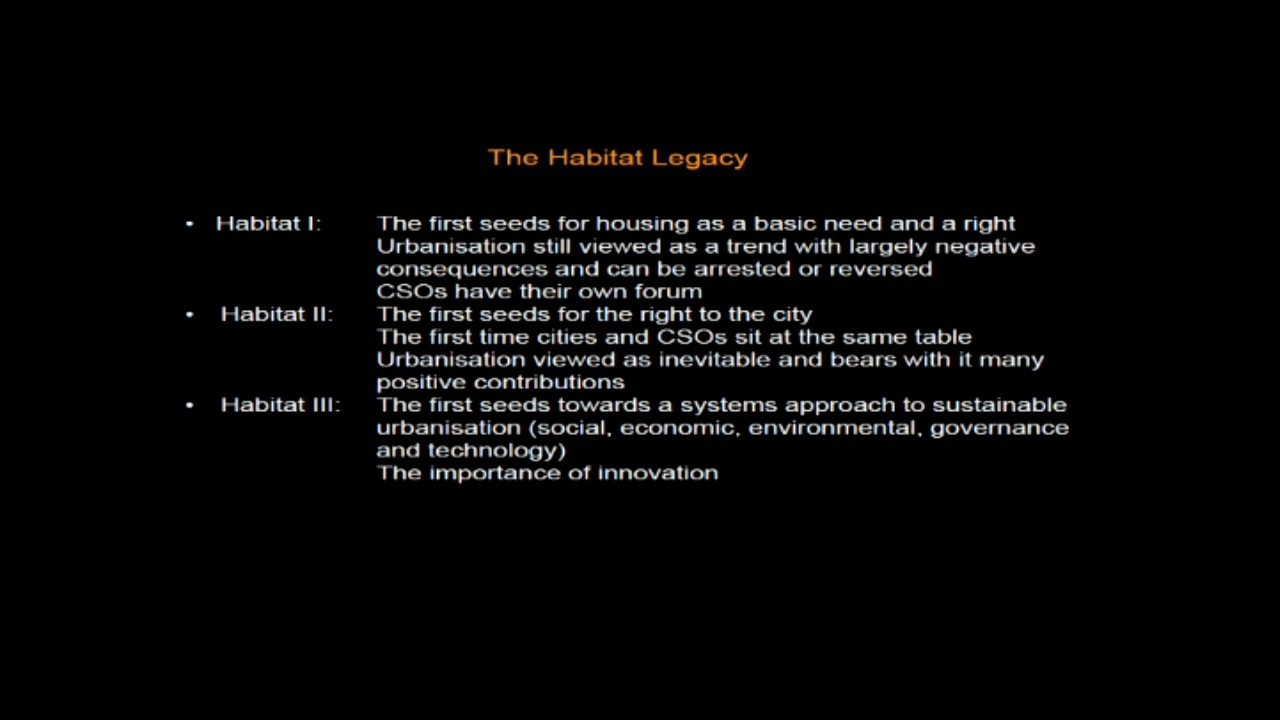 The Habitat Legacy
• Habitat I: The first seeds for housing as a basic need and a right
Urbanisation still viewed as a trend with largely negative
consequences and can be arrested or reversed
CSOs have their own forum
• Habitat II: The first seeds for the right to the city
The first time cities and CSOs sit at the same table
Urbanisation viewed as inevitable and bears with it many
positive contributions
• Habitat III: The first seeds towards a systems approach to sustainable
urbanisation (social, economic, environmental, governance
and technology)
The importance of innovation